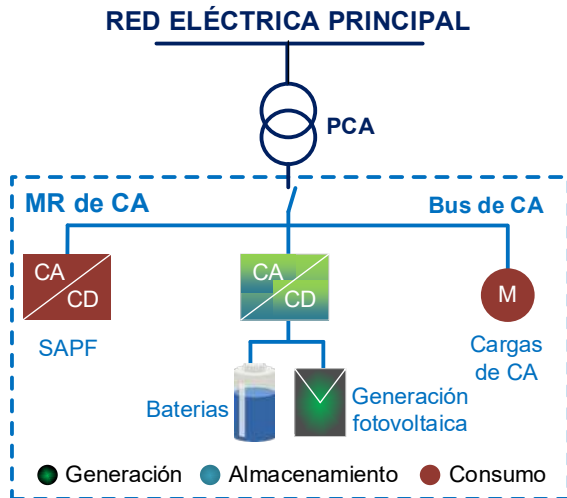 RED ELÉCTRICA PRINCIPAL
PCA
MR de CA
Bus de CA
CA
CD
SAPF
CA
CD
M
Cargas
de CA
Baterias
Generación
fotovoltaica
Generación
Almacenamiento
Consumo